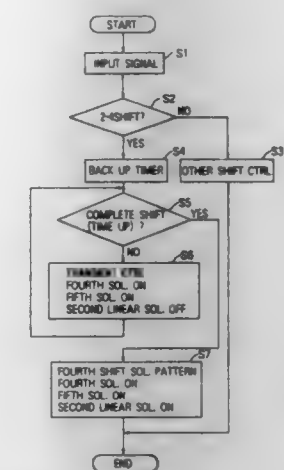 START
S1
INPUT SIGNAL
S2
2-4SHIFT?
NO
YES
S4
S3
BACK UP TIMER
OTHER SHIFT CTRL
S5
COMPLETE SHIFT
(TIME UP) ?
YES
NO
S6
FOURTH SOL. ON
FIFTH SOL. ON
SECOND LINEAR SOL. OFF
S7
FOURTH SHIFT SOL. PATTERN
FOURTH SOL. ON
FIFTH SOL. ON
SECOND LINEAR SOL. ON
END